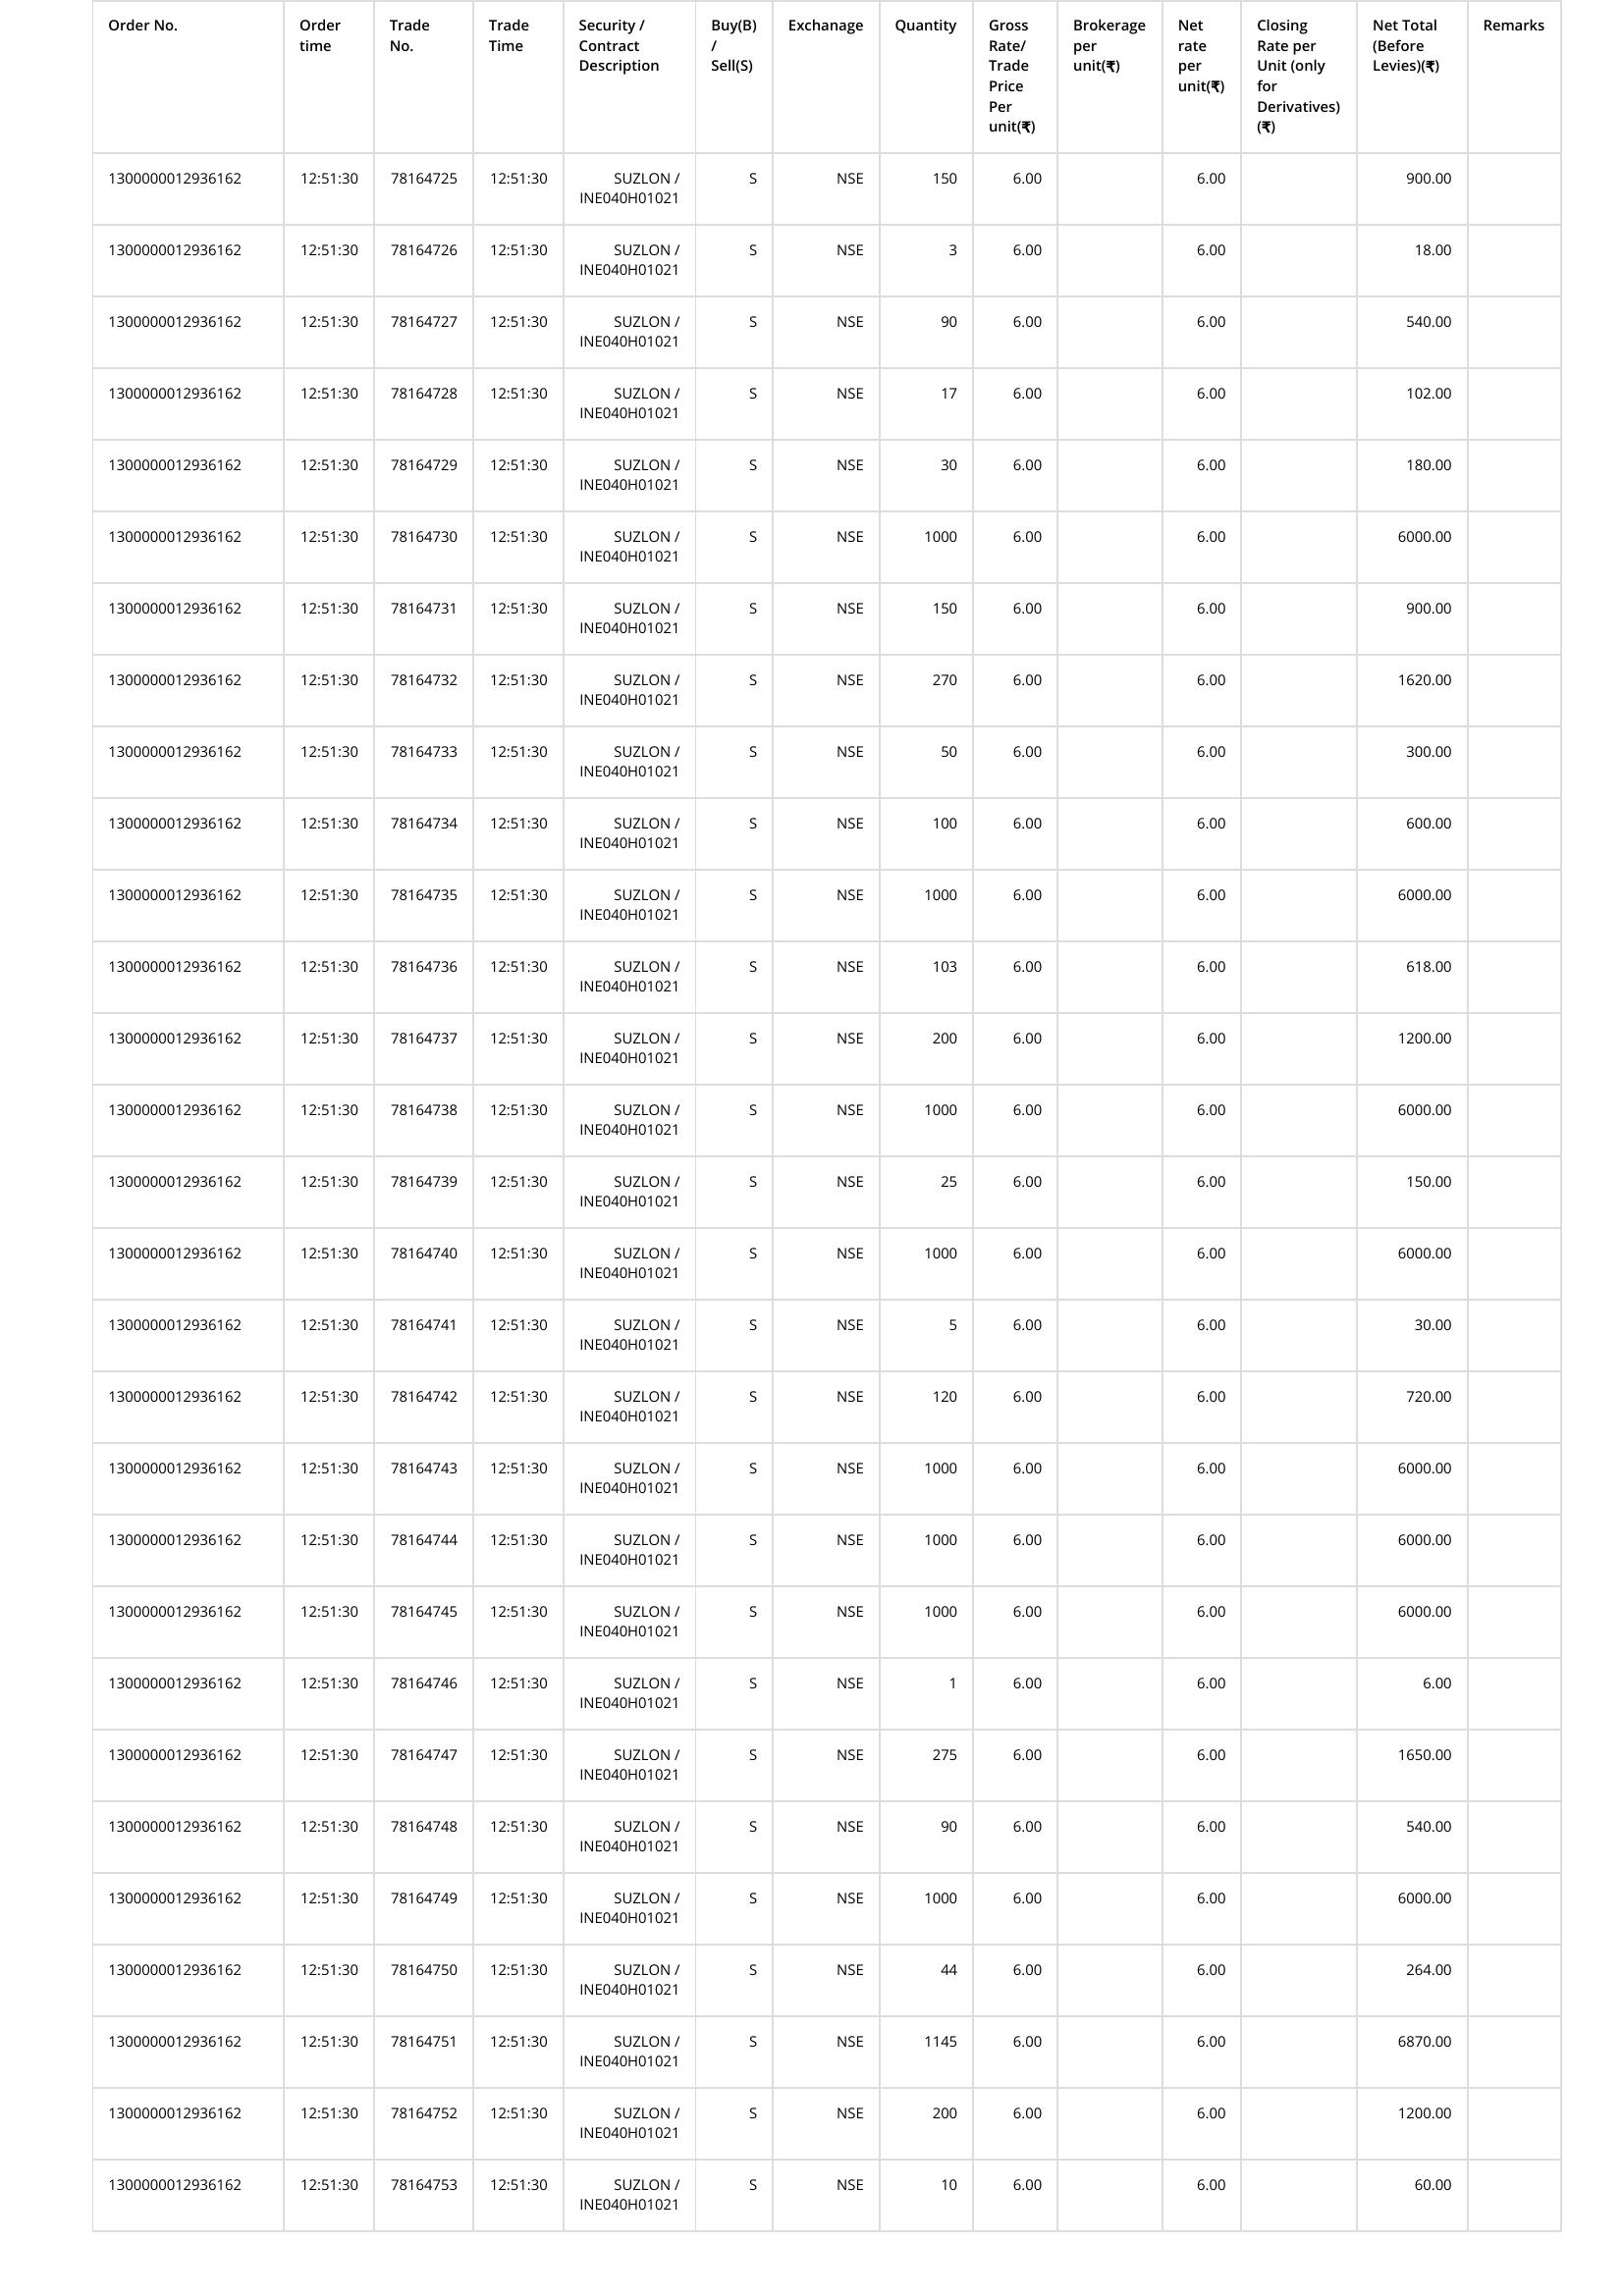 Order No. Order time Trade No. Trade Time Security / Contract Description Buy(B) / Sell(S) Exchanage Quantity Gross Rate/ Trade Price Per unit(₹) Brokerage per unit(₹) Net rate per unit(₹) Closing Rate per Unit (only for Derivatives) (₹) Net Total (Before Levies)(₹) Remarks
1300000012936162 12:51:30 78164725 12:51:30 SUZLON / INE040H01021 S NSE 150 6.00 6.00 900.00
1300000012936162 12:51:30 78164726 12:51:30 SUZLON / INE040H01021 S NSE 3 6.00 6.00 18.00
1300000012936162 12:51:30 78164727 12:51:30 SUZLON / INE040H01021 S NSE 90 6.00 6.00 540.00
1300000012936162 12:51:30 78164728 12:51:30 SUZLON / INE040H01021 S NSE 17 6.00 6.00 102.00
1300000012936162 12:51:30 78164729 12:51:30 SUZLON / INE040H01021 S NSE 30 6.00 6.00 180.00
1300000012936162 12:51:30 78164730 12:51:30 SUZLON / INE040H01021 S NSE 1000 6.00 6.00 6000.00
1300000012936162 12:51:30 78164731 12:51:30 SUZLON / INE040H01021 S NSE 150 6.00 6.00 900.00
1300000012936162 12:51:30 78164732 12:51:30 SUZLON / INE040H01021 S NSE 270 6.00 6.00 1620.00
1300000012936162 12:51:30 78164733 12:51:30 SUZLON / INE040H01021 S NSE 50 6.00 6.00 300.00
1300000012936162 12:51:30 78164734 12:51:30 SUZLON / INE040H01021 S NSE 100 6.00 6.00 600.00
1300000012936162 12:51:30 78164735 12:51:30 SUZLON / INE040H01021 S NSE 1000 6.00 6.00 6000.00
1300000012936162 12:51:30 78164736 12:51:30 SUZLON / INE040H01021 S NSE 103 6.00 6.00 618.00
1300000012936162 12:51:30 78164737 12:51:30 SUZLON / INE040H01021 S NSE 200 6.00 6.00 1200.00
1300000012936162 12:51:30 78164738 12:51:30 SUZLON / INE040H01021 S NSE 1000 6.00 6.00 6000.00
1300000012936162 12:51:30 78164739 12:51:30 SUZLON / INE040H01021 S NSE 25 6.00 6.00 150.00
1300000012936162 12:51:30 78164740 12:51:30 SUZLON / INE040H01021 S NSE 1000 6.00 6.00 6000.00
1300000012936162 12:51:30 78164741 12:51:30 SUZLON / INE040H01021 S NSE 5 6.00 6.00 30.00
1300000012936162 12:51:30 78164742 12:51:30 SUZLON / INE040H01021 S NSE 120 6.00 6.00 720.00
1300000012936162 12:51:30 78164743 12:51:30 SUZLON / INE040H01021 S NSE 1000 6.00 6.00 6000.00
1300000012936162 12:51:30 78164744 12:51:30 SUZLON / INE040H01021 S NSE 1000 6.00 6.00 6000.00
1300000012936162 12:51:30 78164745 12:51:30 SUZLON / INE040H01021 S NSE 1000 6.00 6.00 6000.00
1300000012936162 12:51:30 78164746 12:51:30 SUZLON / INE040H01021 S NSE 1 6.00 6.00 6.00
1300000012936162 12:51:30 78164747 12:51:30 SUZLON / INE040H01021 S NSE 275 6.00 6.00 1650.00
1300000012936162 12:51:30 78164748 12:51:30 SUZLON / INE040H01021 S NSE 90 6.00 6.00 540.00
1300000012936162 12:51:30 78164749 12:51:30 SUZLON / INE040H01021 S NSE 1000 6.00 6.00 6000.00
1300000012936162 12:51:30 78164750 12:51:30 SUZLON / INE040H01021 S NSE 44 6.00 6.00 264.00
1300000012936162 12:51:30 78164751 12:51:30 SUZLON / INE040H01021 S NSE 1145 6.00 6.00 6870.00
1300000012936162 12:51:30 78164752 12:51:30 SUZLON / INE040H01021 S NSE 200 6.00 6.00 1200.00
1300000012936162 12:51:30 78164753 12:51:30 SUZLON / INE040H01021 S NSE 10 6.00 6.00 60.00